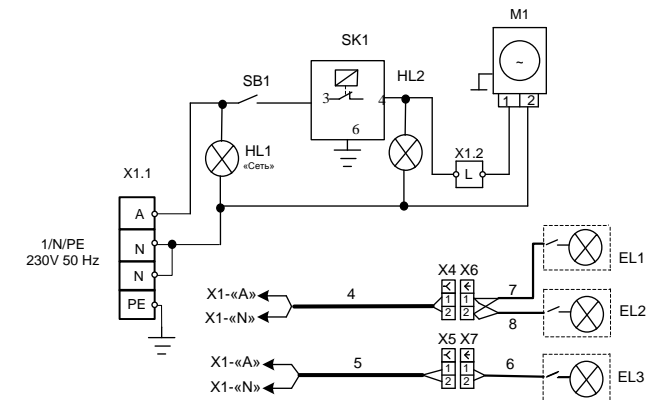 M1
SK1
~
HL2
SB1
3
4
1 2
6
HL1
«Сеть»
X1.2
L
X1.1
A
N
N
PE
1/N/PE
230V 50 Hz
EL1
X4 X6
X1-«A»
4
1 1
2 2
7
X1-«N»
8
EL2
X5 X7
X1-«A»
5
1 1
2 2
6
X1-«N»
EL3